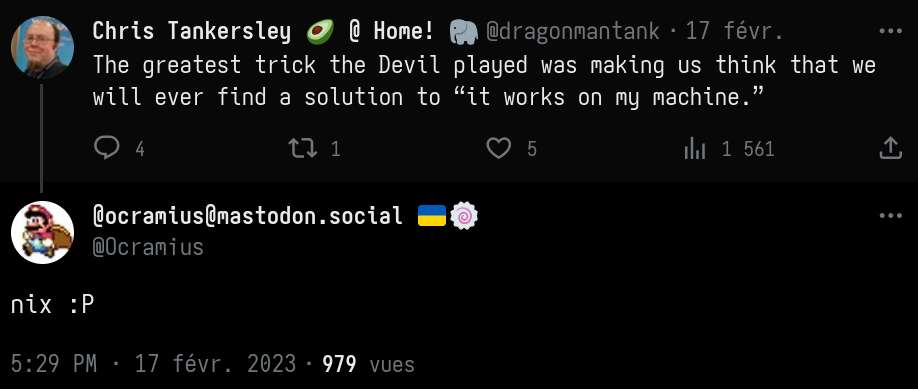 Chris Tankersley 🥑 @ Home! 🐘 @dragonmantank · 17 févr.
The greatest trick the Devil played was making us think that we
will ever find a solution to “it works on my machine.”
4 1 5 1 561
@ocramius@mastodon.social 🇺🇦🍥
@Ocramius
nix :P
5:29 PM · 17 févr. 2023 · 979 vues